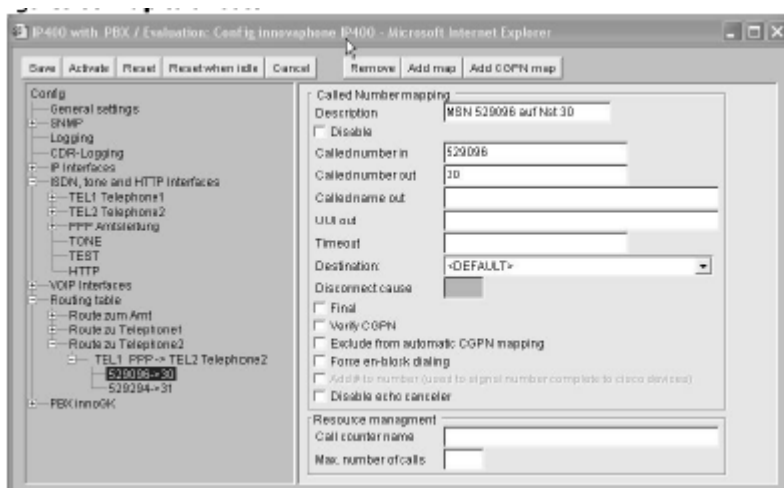 IP400 with PBX / Evaluation: Config innovaphone IP400 - Microsoft Internet Explorer
Save Activate Reset Reset when idle Cancel Remove Add map Add CGPN map
Config
General settings
SNMP
Logging
CDR-Logging
IP Interfaces
ISDN, tone and HTTP Interfaces
TEL1 Telephone1
TEL2 Telephone2
PPP Amtsleitung
TONE
TEST
HTTP
VOIP Interfaces
Routing table
Route zum Amt
Route zu Telephone1
Route zu Telephone2
TEL1 PPP-> TEL2 Telephone2
529096->30
529294->31
PBX innoGK
Called Number mapping
Description MSN 529096 auf Nst 30
Disable
Called number in 529096
Called number out 30
Called name out
UUI out
Timeout
Destination: <DEFAULT>
Disconnect cause
Final
Verify CGPN
Exclude from automatic CGPN mapping
Force en-block dialing
Add # to number (used to signal number complete to cisco devices)
Disable echo canceler
Resource managment
Call counter name
Max. number of calls